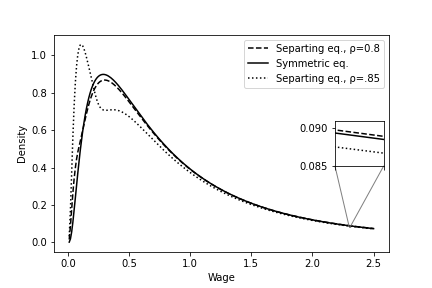 Separting eq., ρ=0.8
Symmetric eq.
Separting eq., ρ=.85
1.0
0.8
0.6
0.4
0.2
0.0
Density
0.090
0.085
0.0
0.5
1.0
1.5
2.0
2.5
Wage